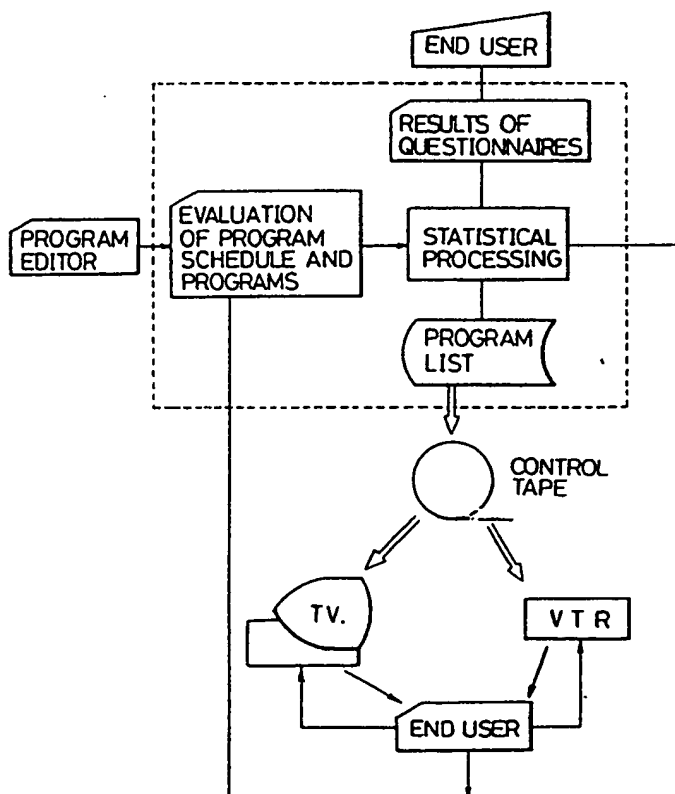 END USER
RESULTS OF
QUESTIONNAIRES
PROGRAM
EDITOR
EVALUATION
OF PROGRAM
SCHEDULE AND
PROGRAMS
STATISTICAL
PROCESSING
PROGRAM
LIST
CONTROL
TAPE
TV.
VTR
END USER